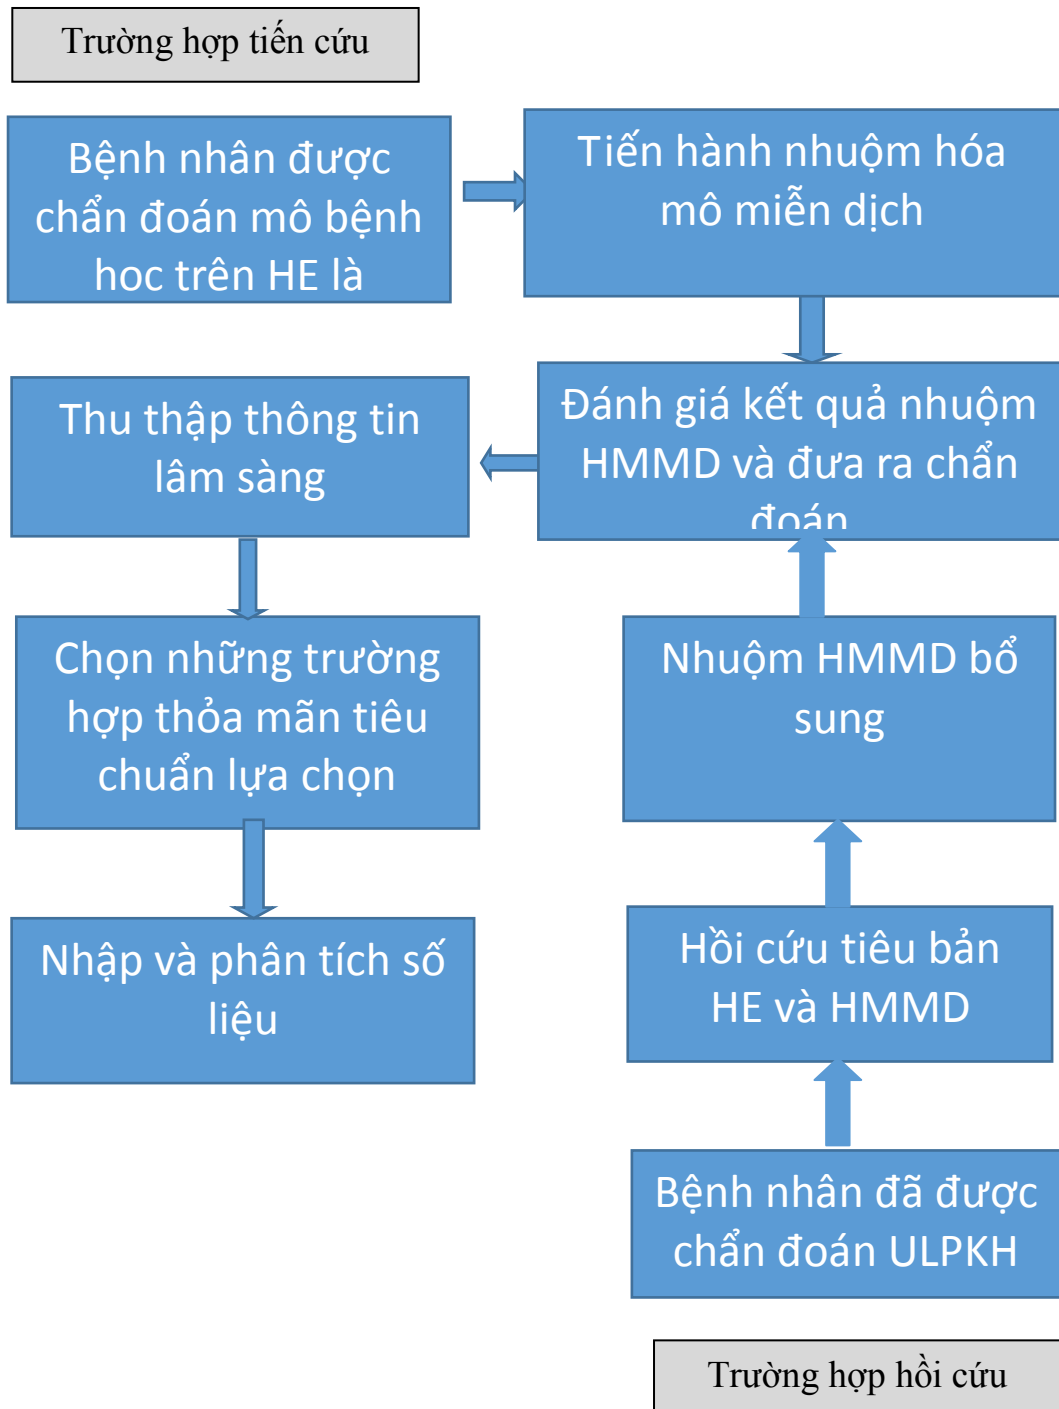 Trường hợp tiến cứu
Bệnh nhân được
chẩn đoán mô bệnh
hoc trên HE là
Tiến hành nhuộm hóa
mô miễn dịch
Đánh giá kết quả nhuộm
HMMD và đưa ra chẩn
đoán
Thu thập thông tin
lâm sàng
Chọn những trường
hợp thỏa mãn tiêu
chuẩn lựa chọn
Nhập và phân tích số
liệu
Nhuộm HMMD bổ
sung
Hồi cứu tiêu bản
HE và HMMD
Bệnh nhân đã được
chẩn đoán ULPKH
Trường hợp hồi cứu